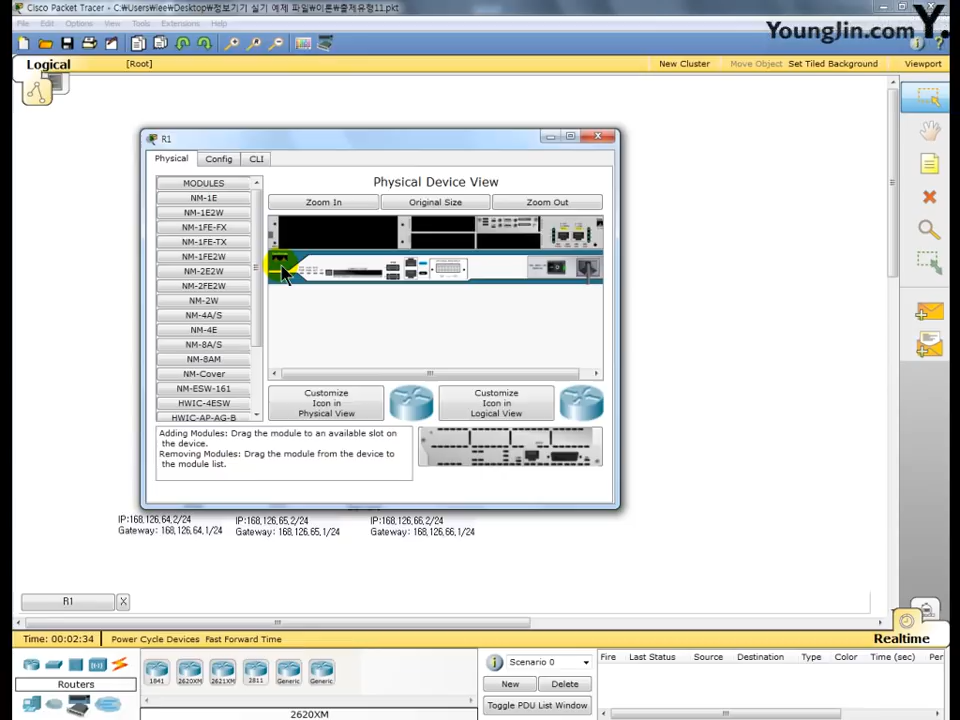 Cisco Packet Tracer - C:\Users\lee\Desktop\정보기기 실기 예제 파일\이론\출제유형11.pkt
File Edit Options View Tools Extensions Help
YoungJin.com Y.
Logical [Root] New Cluster Move Object Set Tiled Background Viewport
R1
Physical Config CLI
MODULES
NM-1E
NM-1E2W
NM-1FE-FX
NM-1FE-TX
NM-1FE2W
NM-2E2W
NM-2FE2W
NM-2W
NM-4A/S
NM-4E
NM-8A/S
NM-8AM
NM-Cover
NM-ESW-161
HWIC-4ESW
HWIC-AP-AG-B
Physical Device View
Zoom In Original Size Zoom Out
Customize
Icon in
Physical View
Customize
Icon in
Logical View
Adding Modules: Drag the module to an available slot on
the device.
Removing Modules: Drag the module from the device to
the module list.
IP:168,126,64,2/24 IP:168,126,65,2/24 IP:168,126,66,2/24
Gateway: 168,126,64,1/24 Gateway: 168,126,65,1/24 Gateway: 168,126,66,1/24
R1 X
Time: 00:02:34 Power Cycle Devices Fast Forward Time Realtime
Routers
1841 2620XM 2621XM 2811 Generic Generic
2620XM
Scenario 0
New Delete
Toggle PDU List Window
Fire Last Status Source Destination Type Color Time (sec) Per